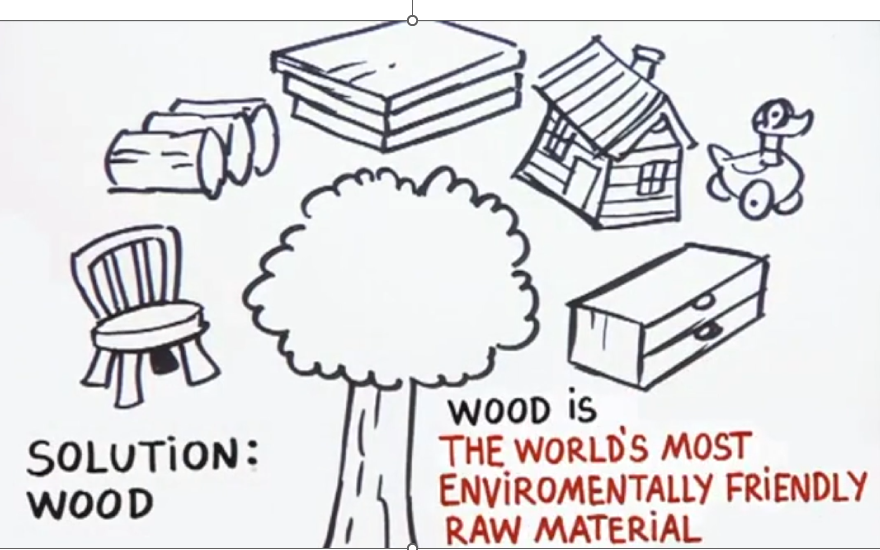 SOLUTiON:
WOOD
WOOD iS
THE WORLD'S MOST
ENViROMENTALLY FRiENDLY
RAW MATERiAL